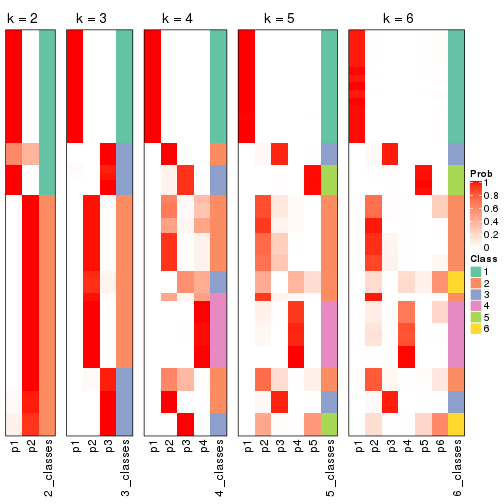 k = 2
k = 3
k = 4
k = 5
k = 6
Prob
1
0.8
0.6
0.4
0.2
0
Class
1
2
3
4
5
6
p1
p2
2_classes
p1
p2
p3
3_classes
p1
p2
p3
p4
4_classes
p1
p2
p3
p4
p5
5_classes
p1
p2
p3
p4
p5
p6
6_classes